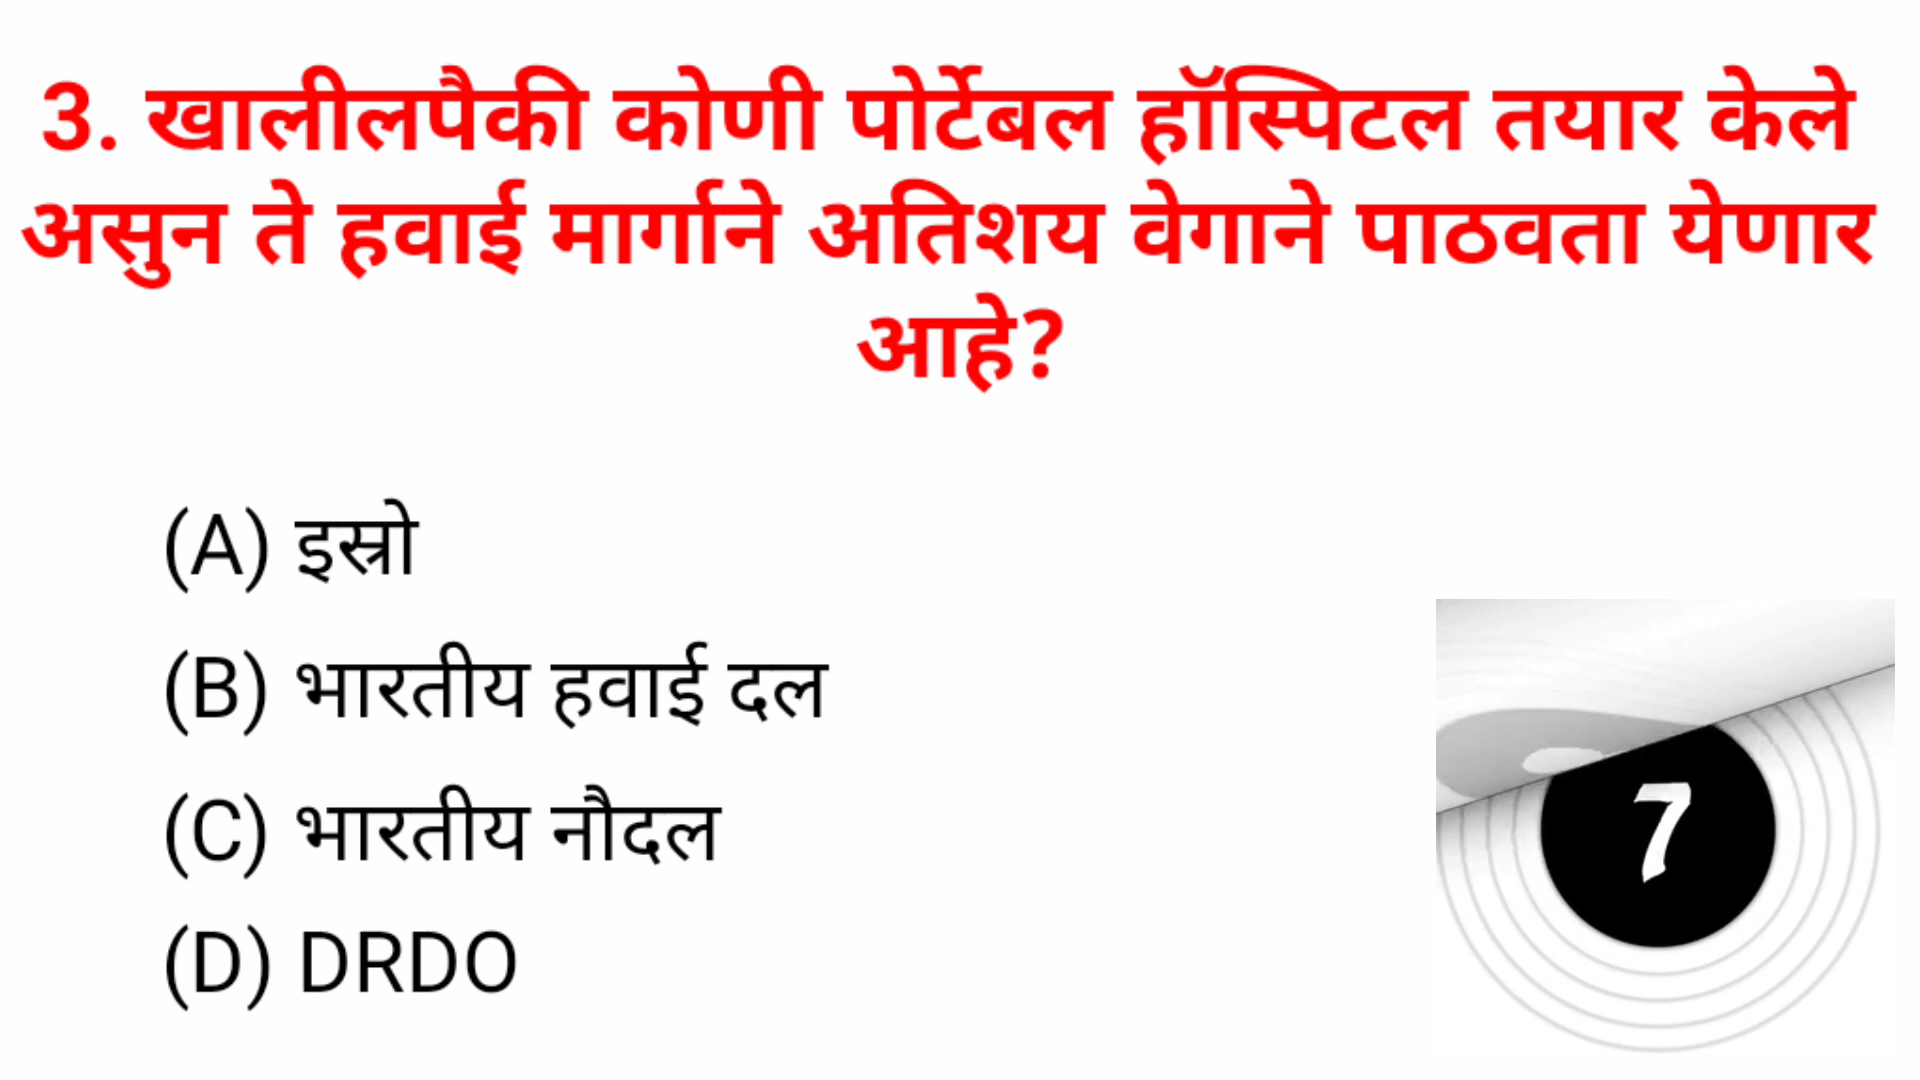 3. खालीलपैकी कोणी पोर्टेबल हॉस्पिटल तयार केले
असुन ते हवाई मार्गाने अतिशय वेगाने पाठवता येणार
आहे?
(A) इस्रो
(B) भारतीय हवाई दल
(C) भारतीय नौदल
(D) DRDO
7